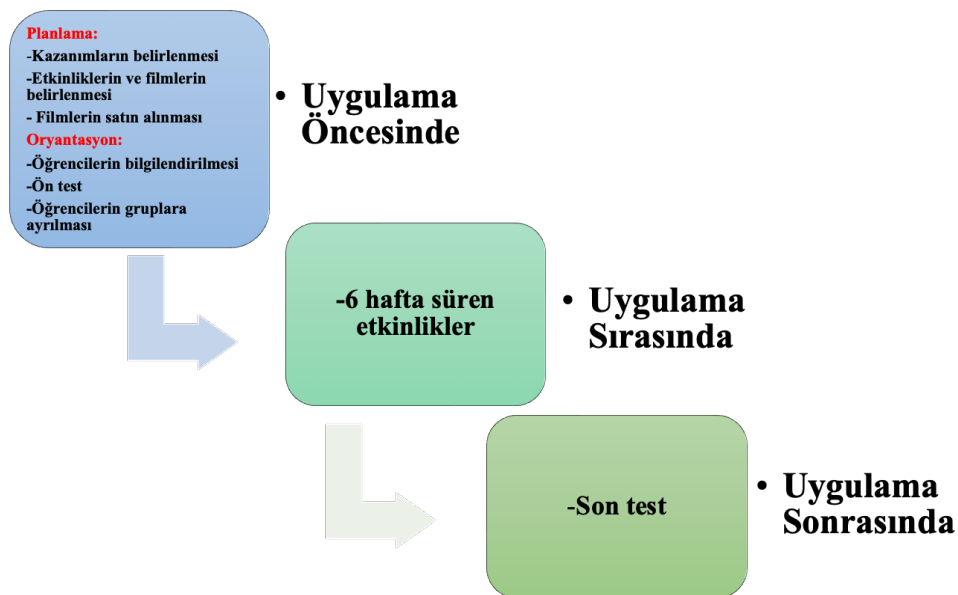 Planlama:
-Kazanımların belirlenmesi
-Etkinliklerin ve filmlerin
belirlenmesi
- Filmlerin satın alınması
Oryantasyon:
-Öğrencilerin bilgilendirilmesi
-Ön test
-Öğrencilerin gruplara
ayrılması
• Uygulama
Öncesinde
-6 hafta süren
etkinlikler
• Uygulama
Sırasında
-Son test
• Uygulama
Sonrasında